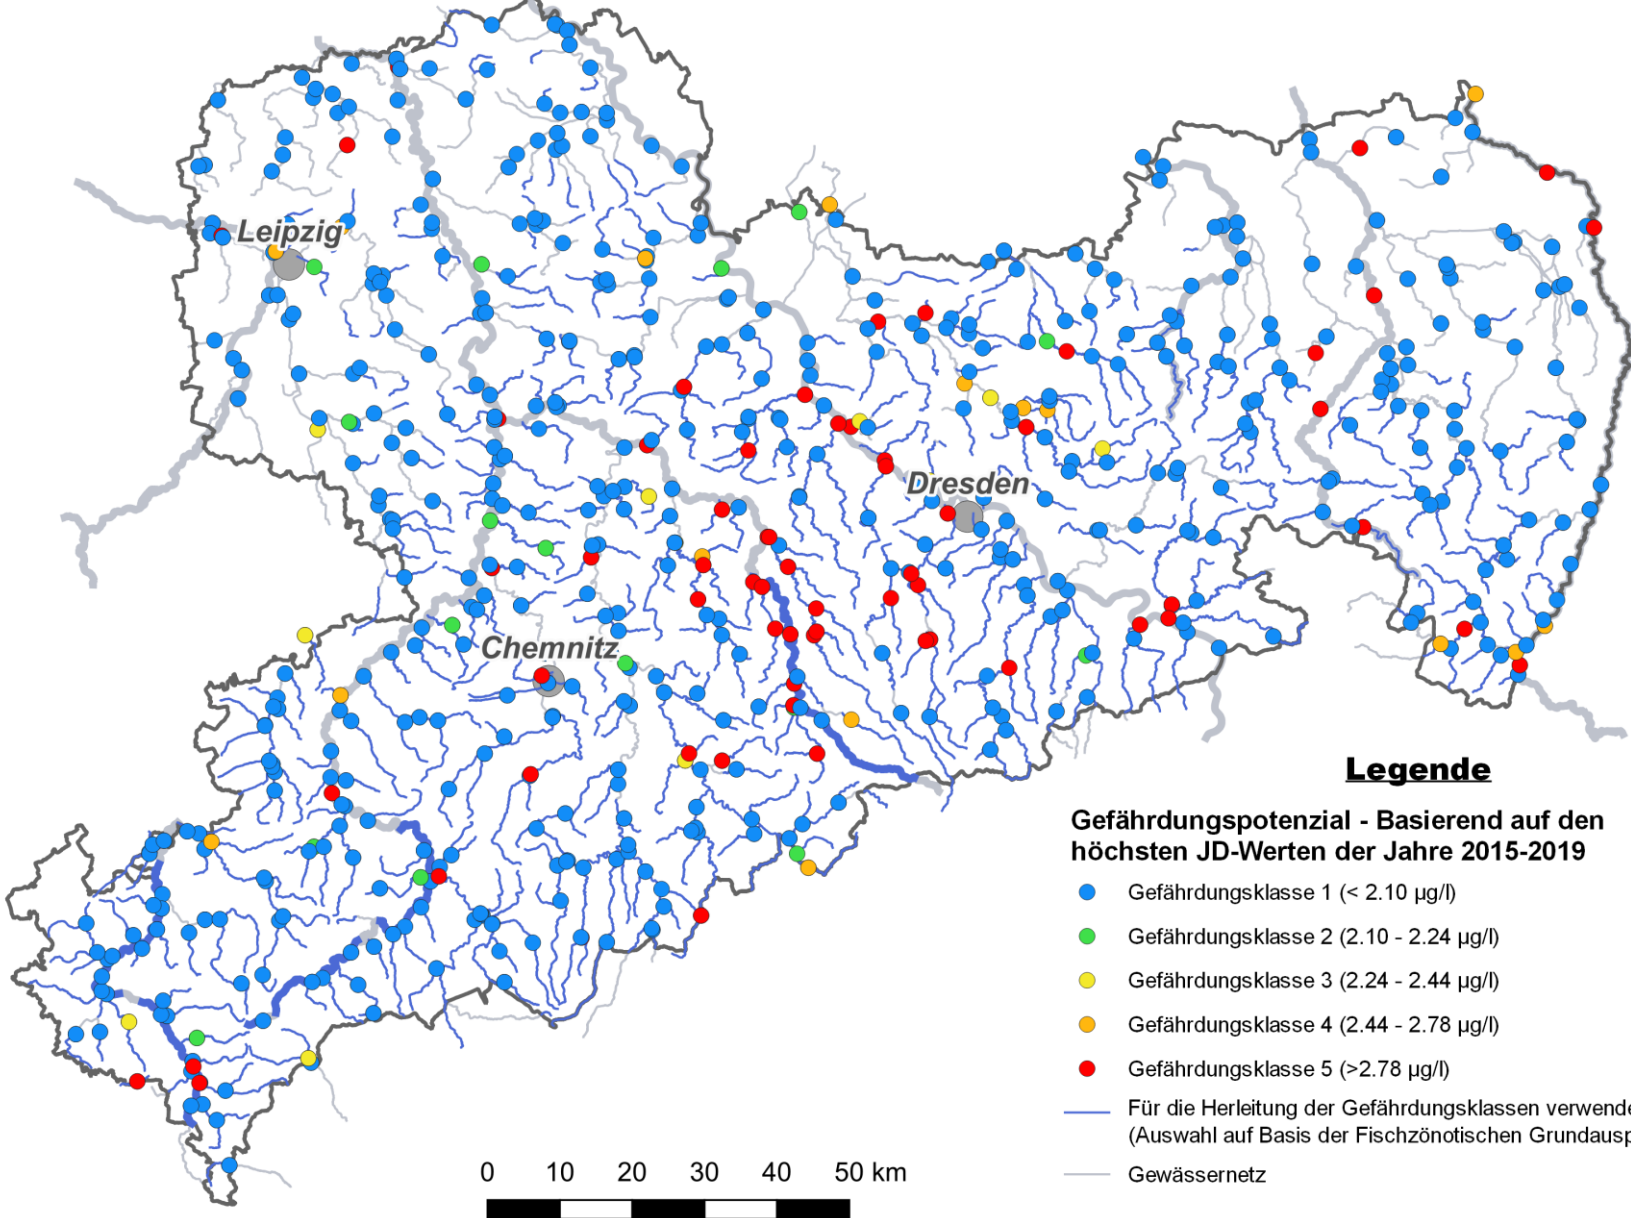 Leipzig
Dresden
Chemnitz
Legende
Gefährdungspotenzial - Basierend auf den
höchsten JD-Werten der Jahre 2015-2019
Gefährdungsklasse 1 (< 2.10 µg/l)
Gefährdungsklasse 2 (2.10 - 2.24 µg/l)
Gefährdungsklasse 3 (2.24 - 2.44 µg/l)
Gefährdungsklasse 4 (2.44 - 2.78 µg/l)
Gefährdungsklasse 5 (>2.78 µg/l)
Für die Herleitung der Gefährdungsklassen verwende
(Auswahl auf Basis der Fischzönotischen Grundausp
Gewässernetz
0 10 20 30 40 50 km